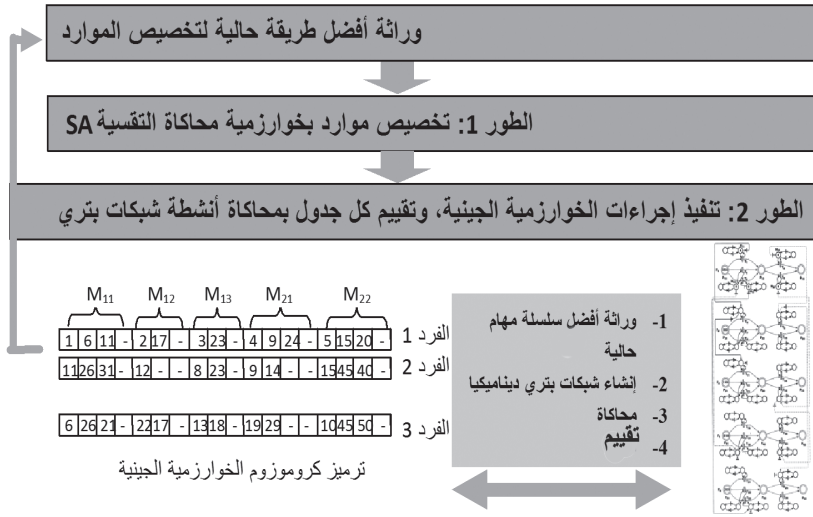 وراثة أفضل طريقة حالية لتخصيص الموارد
الطور 1: تخصيص موارد بخوارزمية محاكاة التقسية SA
الطور 2: تنفيذ إجراءات الخوارزمية الجينية، وتقييم كل جدول بمحاكاة أنشطة شبكات بتري
M11 M12 M13 M21 M22
1 6 11 - 2 17 - 3 23 - 4 9 24 - 5 15 20 - الفرد 1
11 26 31 - 12 - - 8 23 - 9 14 - - 15 45 40 - الفرد 2
6 26 21 - 22 17 - 13 18 - 19 29 - - 10 45 50 - الفرد 3
ترميز كروموزوم الخوارزمية الجينية
1- وراثة أفضل سلسلة مهام
حالية
2- إنشاء شبكات بتري ديناميكيا
3- محاكاة
4- تقييم